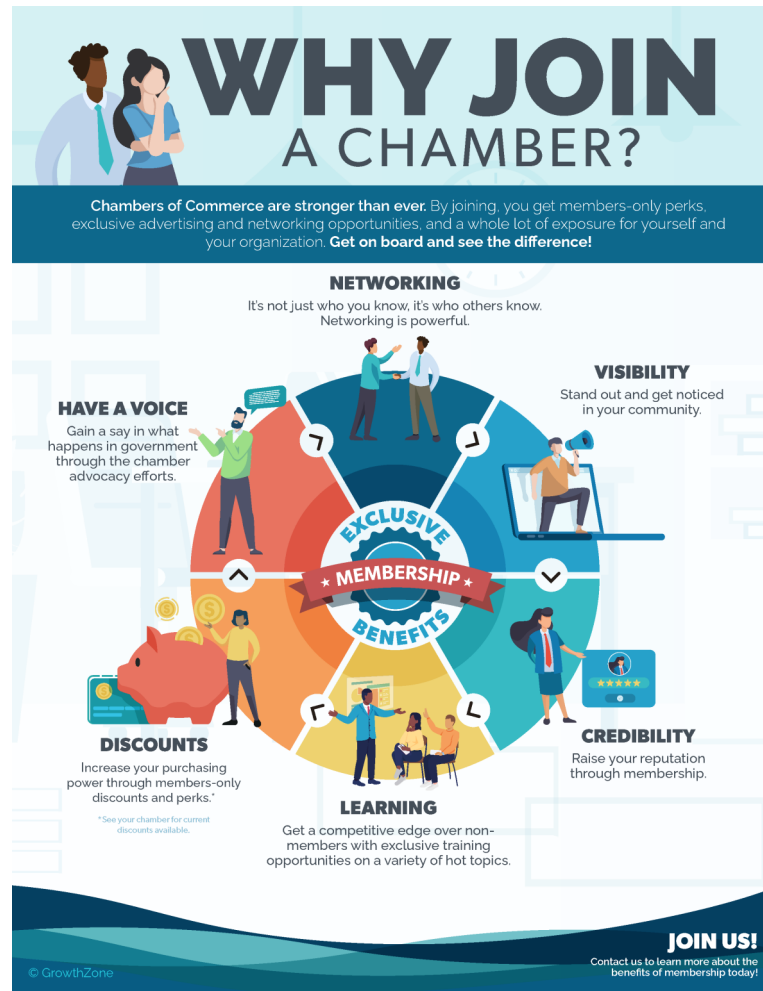 WHY JOIN
A CHAMBER?
Chambers of Commerce are stronger than ever. By joining, you get members-only perks,
exclusive advertising and networking opportunities, and a whole lot of exposure for yourself and
your organization. Get on board and see the difference!
NETWORKING
It's not just who you know, it's who others know.
Networking is powerful.
VISIBILITY
Stand out and get noticed
in your community.
HAVE A VOICE
Gain a say in what
happens in government
through the chamber
advocacy efforts.
EXCLUSIVE
MEMBERSHIP
BENEFITS
CREDIBILITY
Raise your reputation
through membership.
DISCOUNTS
Increase your purchasing
power through members-only
discounts and perks.*
*See your chamber for current
discounts available.
LEARNING
Get a competitive edge over non-
members with exclusive training
opportunities on a variety of hot topics.
JOIN US!
Contact us to learn more about the
benefits of membership today!
© GrowthZone